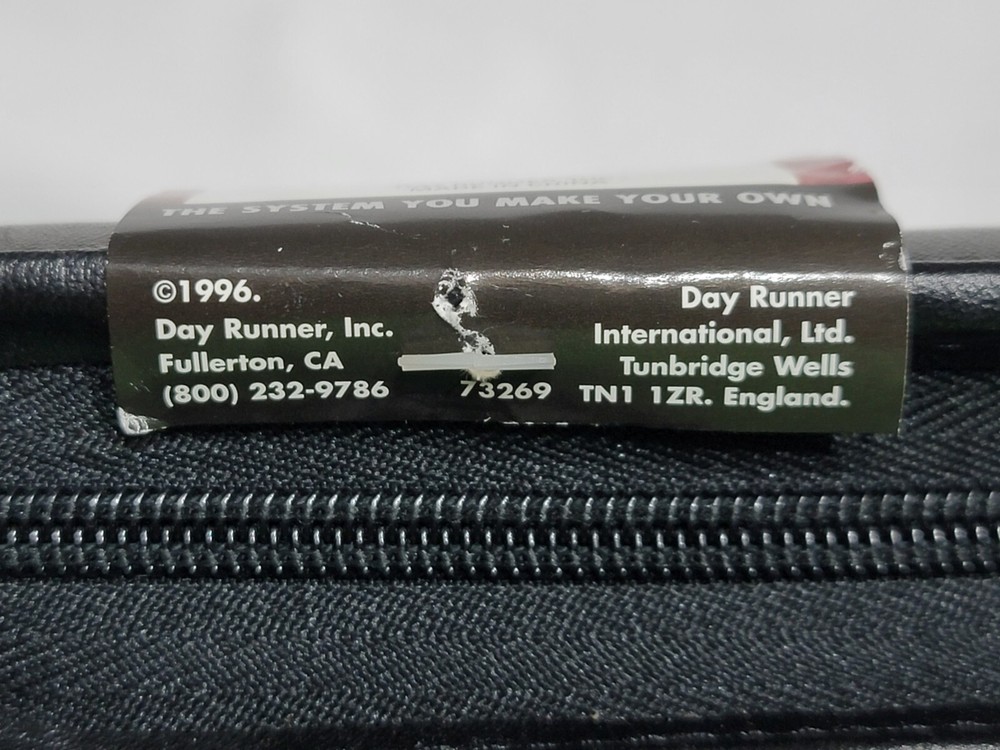 THE SYSTEM YOU MAKE YOUR OWN
©1996.
Day Runner, Inc.
Fullerton, CA
(800) 232-9786
73269
Day Runner
International, Ltd.
Tunbridge Wells
TN1 1ZR. England.